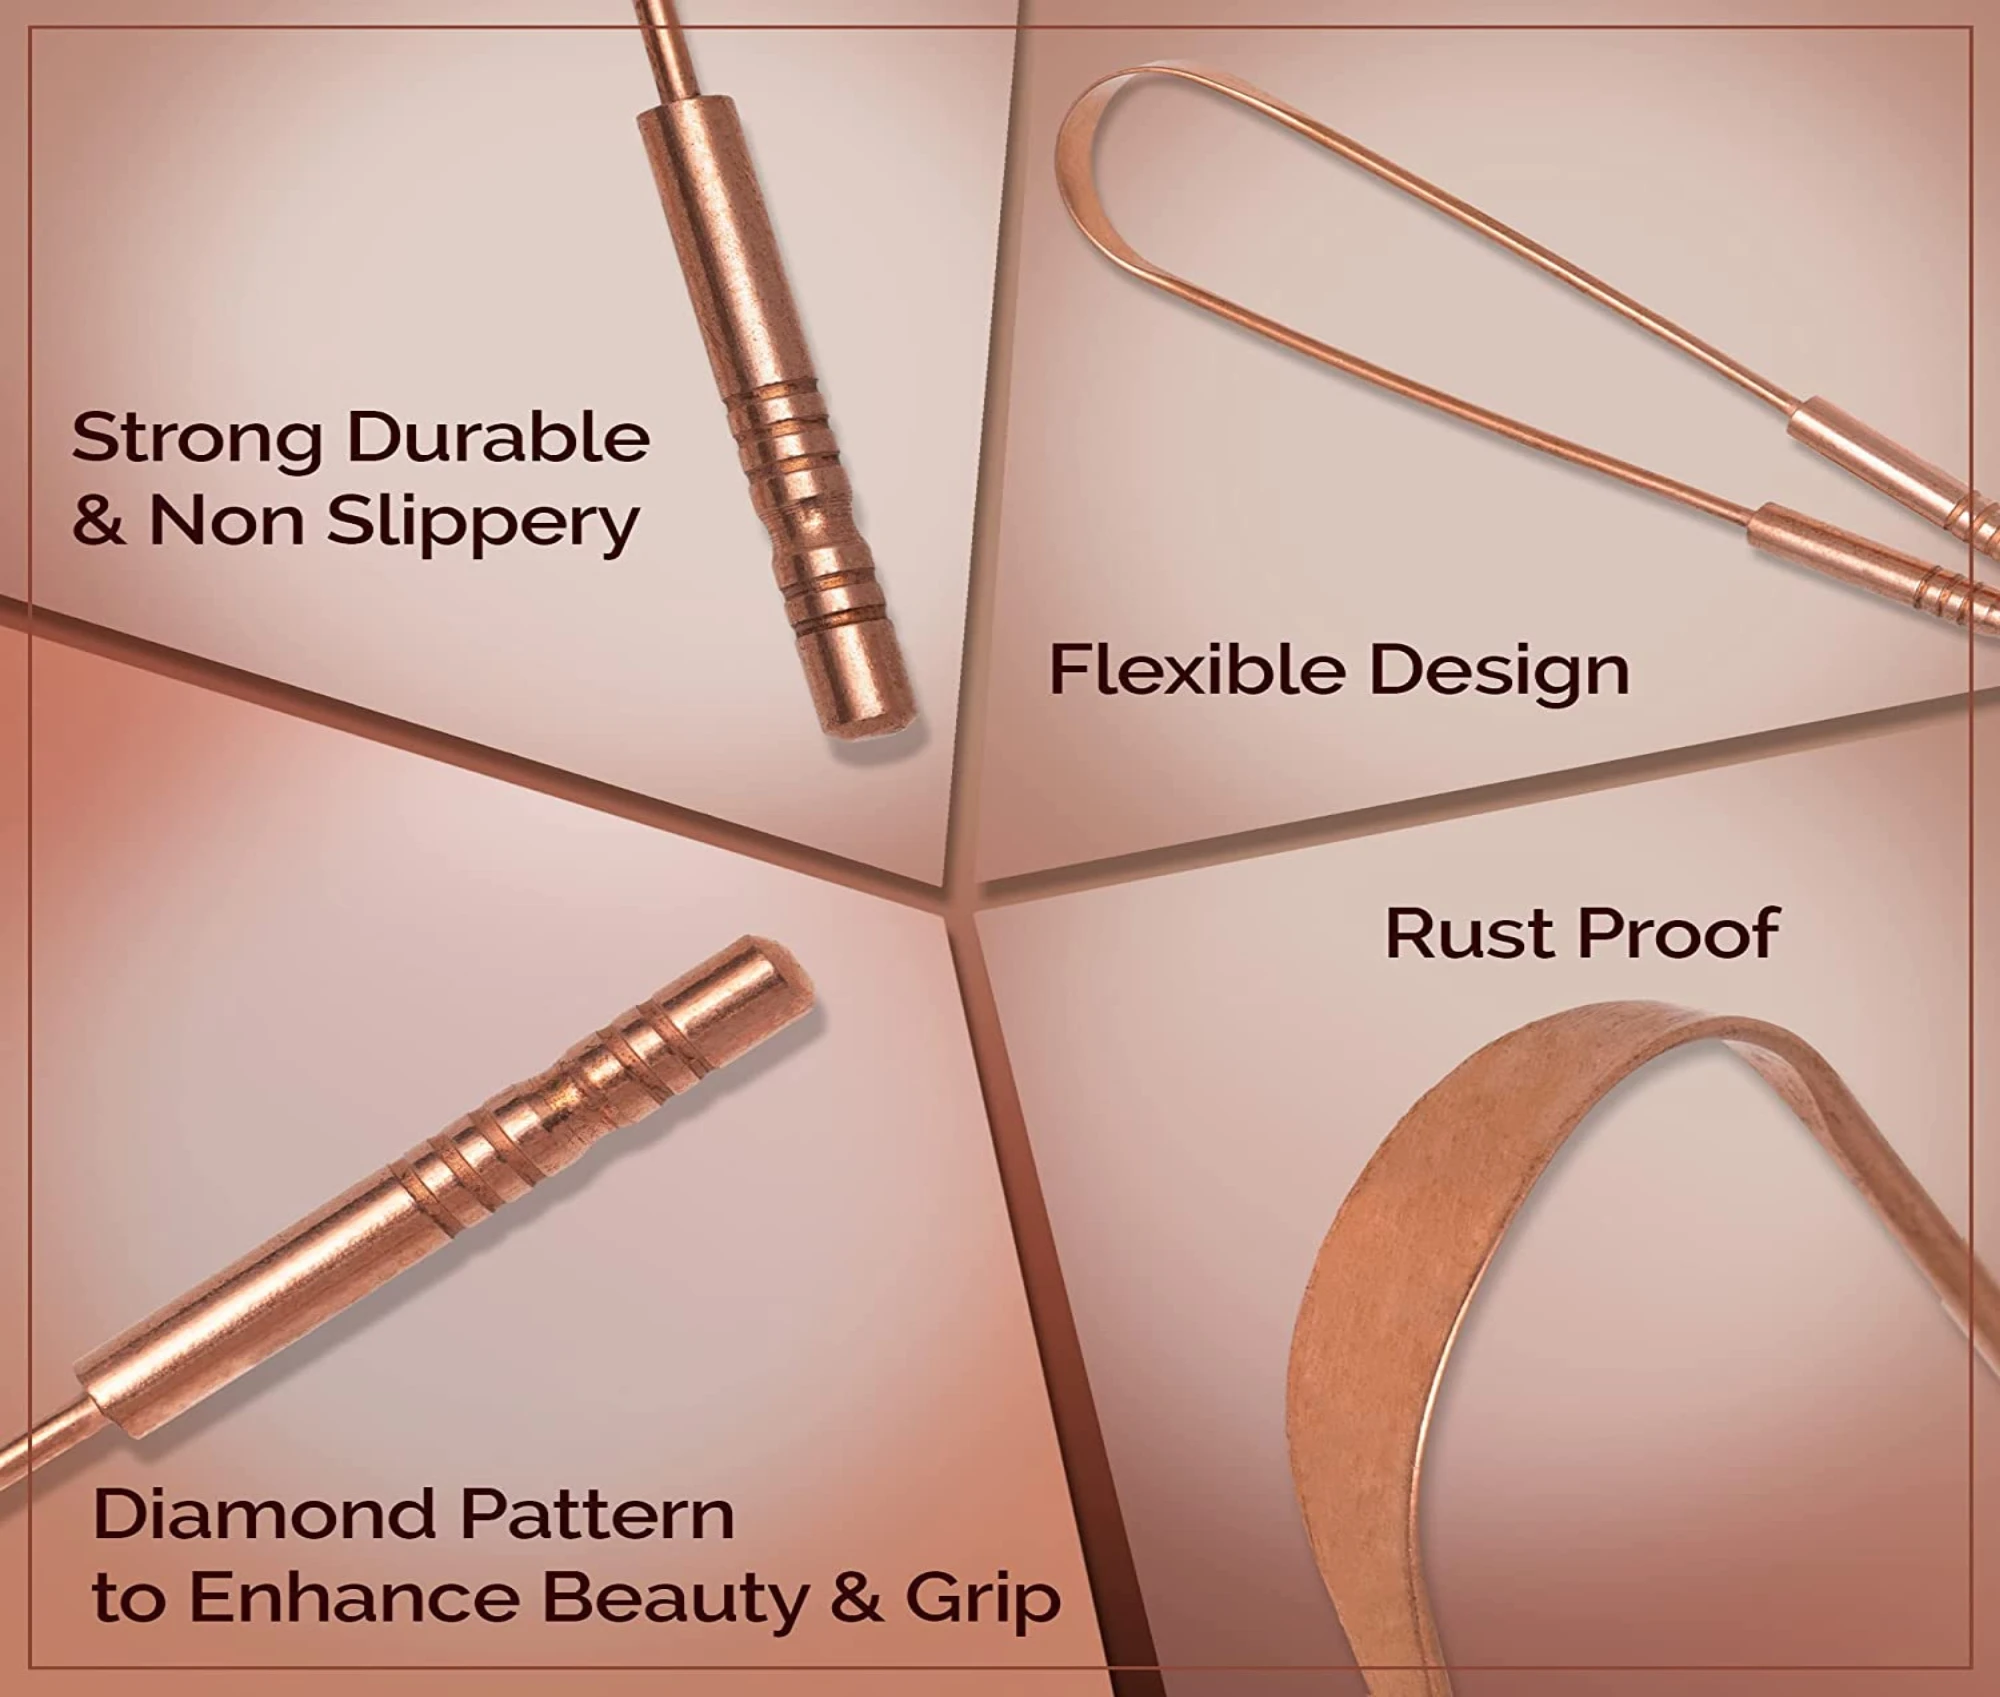 Strong Durable
& Non Slippery
Flexible Design
Rust Proof
Diamond Pattern
to Enhance Beauty & Grip